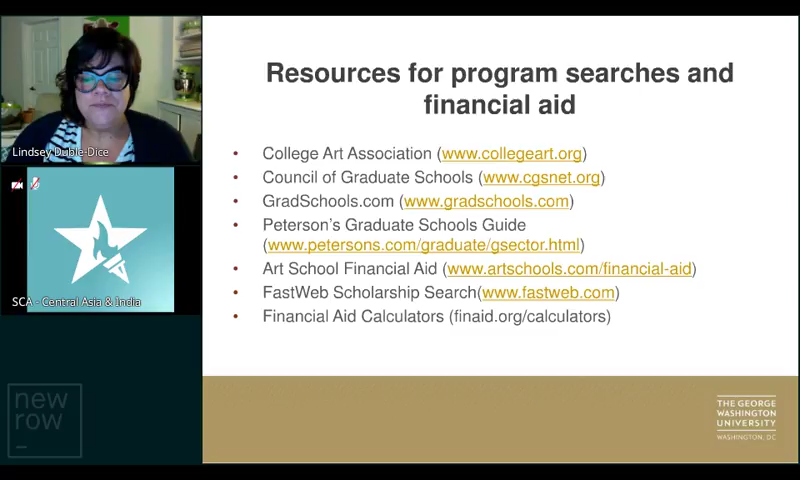 Resources for program searches and
financial aid
• College Art Association (www.collegeart.org)
• Council of Graduate Schools (www.cgsnet.org)
• GradSchools.com (www.gradschools.com)
• Peterson's Graduate Schools Guide
(www.petersons.com/graduate/gsector.html)
• Art School Financial Aid (www.artschools.com/financial-aid)
• FastWeb Scholarship Search(www.fastweb.com)
• Financial Aid Calculators (finaid.org/calculators)
Lindsey Duble-Dice
SCA - Central Asia & India
new
row
THE GEORGE
WASHINGTON
UNIVERSITY
WASHINGTON, DC